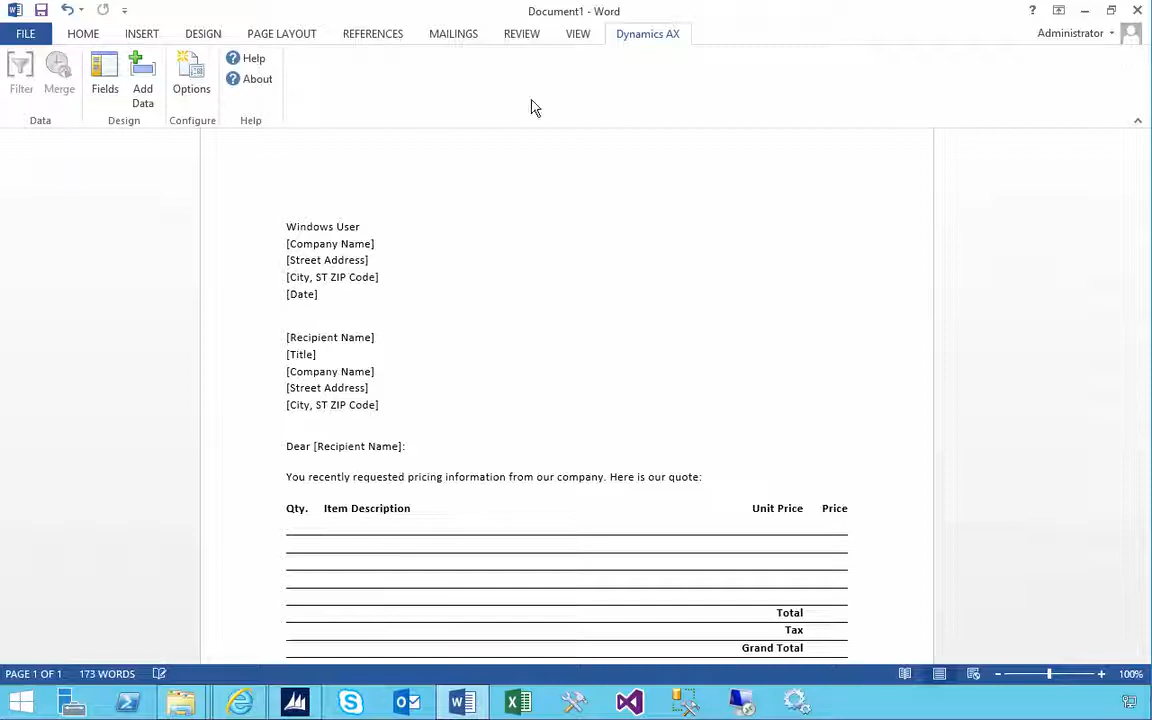 Document1 - Word
?
FILE HOME INSERT DESIGN PAGE LAYOUT REFERENCES MAILINGS REVIEW VIEW Dynamics AX Administrator
Filter Merge Fields Add Data Options Help
About
Data Design Configure Help
Windows User
[Company Name]
[Street Address]
[City, ST ZIP Code]
[Date]
[Recipient Name]
[Title]
[Company Name]
[Street Address]
[City, ST ZIP Code]
Dear [Recipient Name]:
You recently requested pricing information from our company. Here is our quote:
Qty. Item Description Unit Price Price
Total
Tax
Grand Total
PAGE 1 OF 1 173 WORDS 100%